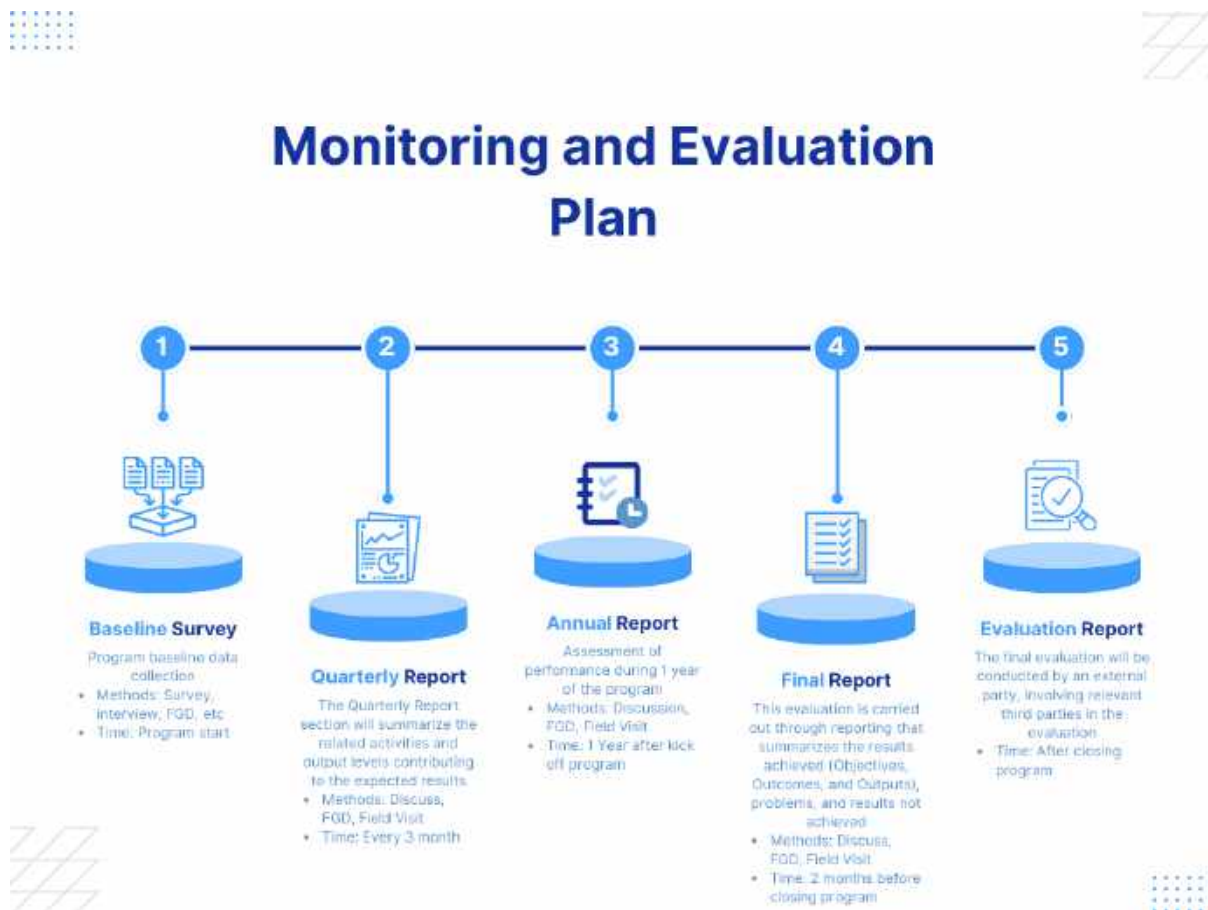 Monitoring and Evaluation
Plan
1
2
3
4
5
Baseline Survey
Program baseline data
collection
• Methods: Survey,
interview, FGD, etc
• Time: Program start
Quarterly Report
The Quarterly Report
section will summarize the
related activities and
output levels contributing
to the expected results
• Methods: Discuss,
FGD, Field Visit
• Time: Every 3 month
Annual Report
Assessment of
performance during 1 year
of the program
• Methods: Discussion,
FGD, Field Visit
• Time: 1 Year after kick
off program
Final Report
This evaluation is carried
out through reporting that
summarizes the results
achieved (Objectives,
Outcomes, and Outputs),
problems, and results not
achieved
• Methods: Discuss,
FGD, Field Visit
• Time: 2 months before
closing program
Evaluation Report
The final evaluation will be
conducted by an external
party, involving relevant
third parties in the
evaluation
• Time: After closing
program